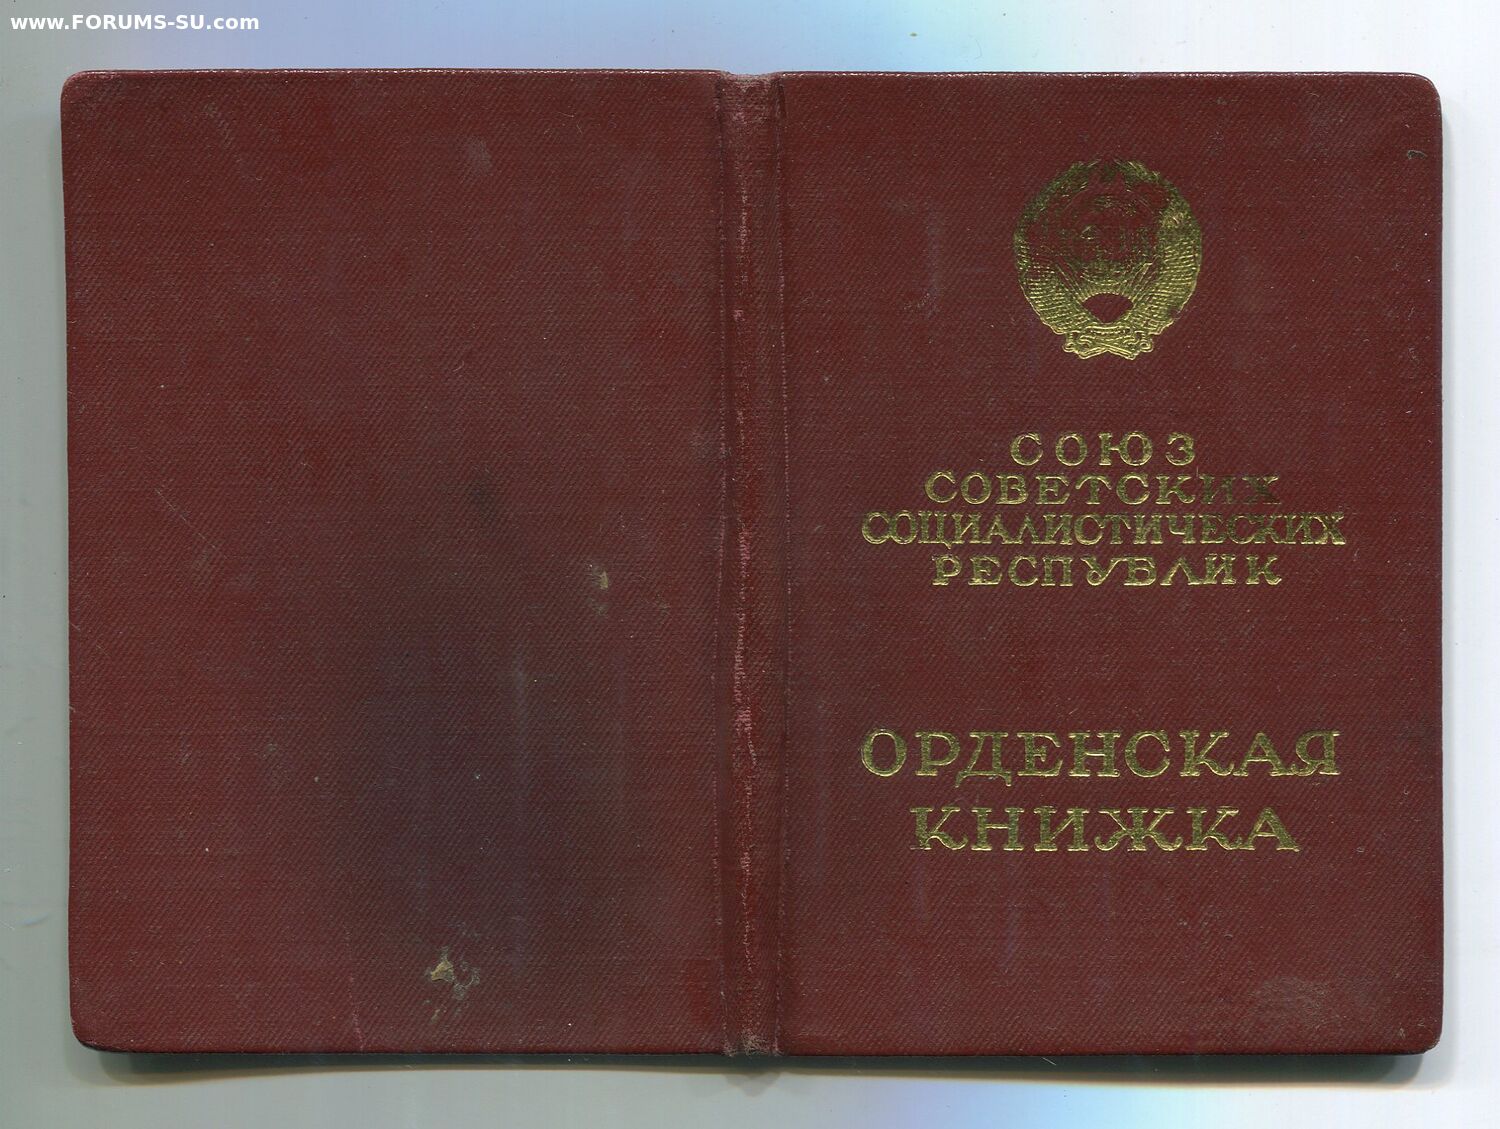 www.FORUMS-SU.com
СОЮЗ
СОВЕТСКИХ
СОЦИАЛИСТИЧЕСКИХ
РЕСПУБЛИК
ОРДЕНСКАЯ
КНИЖКА